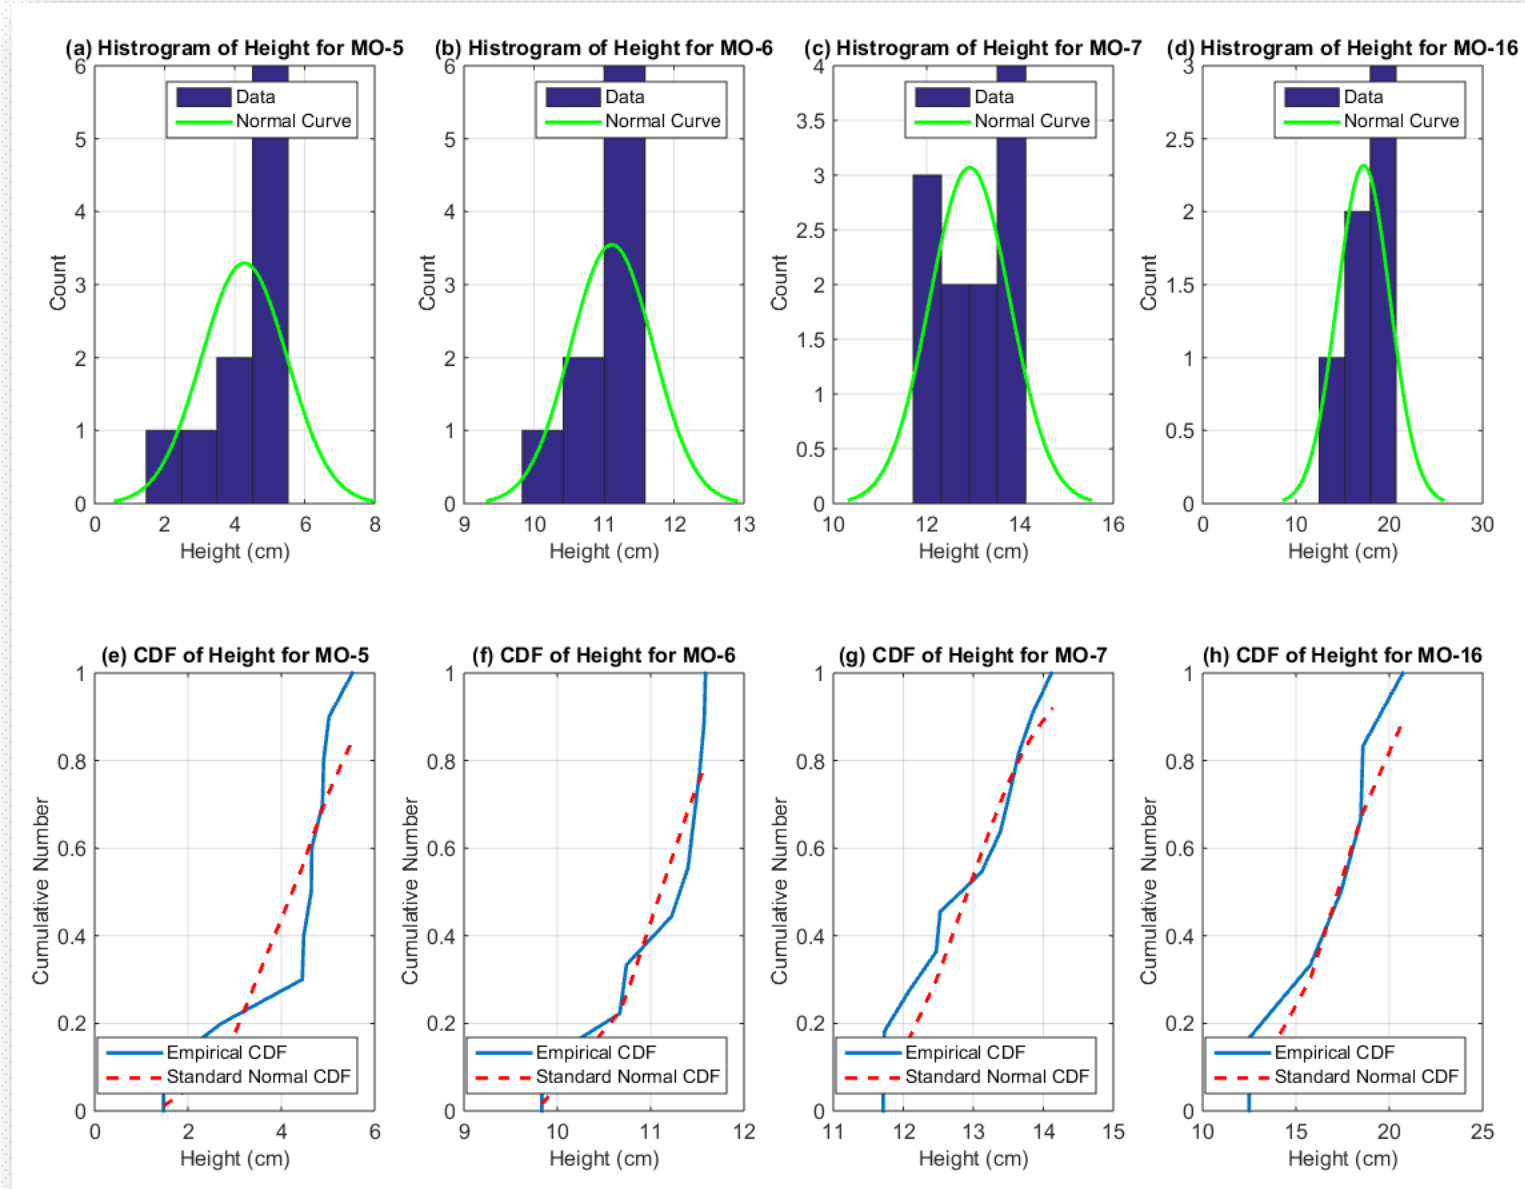 (a) Histrogram of Height for MO-5
6
5
4
3
2
1
0
Count
Data
Normal Curve
0 2 4 6 8
Height (cm)
(b) Histrogram of Height for MO-6
6
5
4
3
2
1
0
Count
Data
Normal Curve
9 10 11 12 13
Height (cm)
(c) Histrogram of Height for MO-7
4
3.5
3
2.5
2
1.5
1
0.5
0
Count
Data
Normal Curve
10 12 14 16
Height (cm)
(d) Histrogram of Height for MO-16
3
2.5
2
1.5
1
0.5
0
Count
Data
Normal Curve
0 10 20 30
Height (cm)
(e) CDF of Height for MO-5
1
0.8
0.6
0.4
0.2
0
Cumulative Number
Empirical CDF
Standard Normal CDF
0 2 4 6
Height (cm)
(f) CDF of Height for MO-6
1
0.8
0.6
0.4
0.2
0
Cumulative Number
Empirical CDF
Standard Normal CDF
9 10 11 12
Height (cm)
(g) CDF of Height for MO-7
1
0.8
0.6
0.4
0.2
0
Cumulative Number
Empirical CDF
Standard Normal CDF
11 12 13 14 15
Height (cm)
(h) CDF of Height for MO-16
1
0.8
0.6
0.4
0.2
0
Cumulative Number
Empirical CDF
Standard Normal CDF
10 15 20 25
Height (cm)